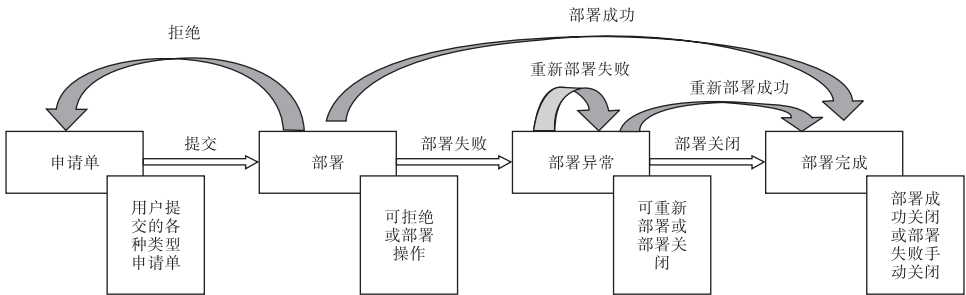 部署成功
拒绝
重新部署失败
重新部署成功
申请单
提交
部署
部署失败
部署异常
部署关闭
部署完成
用户提
交的各
种类型
申请单
可拒绝
或部署
操作
可重新
部署或
部署关
闭
部署成
功关闭
或部署
失败手
动关闭